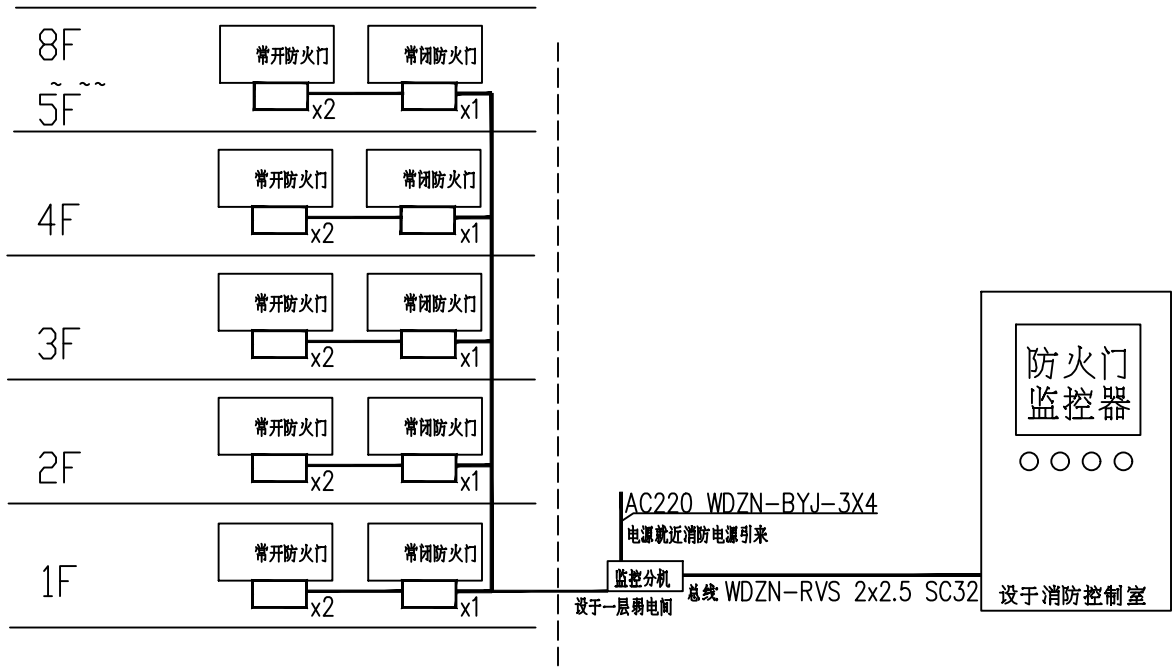 8F
~ ~~
5F
常开防火门
常闭防火门
x2
x1
4F
常开防火门
常闭防火门
x2
x1
3F
常开防火门
常闭防火门
x2
x1
2F
常开防火门
常闭防火门
x2
x1
1F
常开防火门
常闭防火门
x2
x1
AC220 WDZN-BYJ-3X4
电源就近消防电源引来
监控分机
设于一层弱电间
总线 WDZN-RVS 2x2.5 SC32
防火门
监控器
设于消防控制室